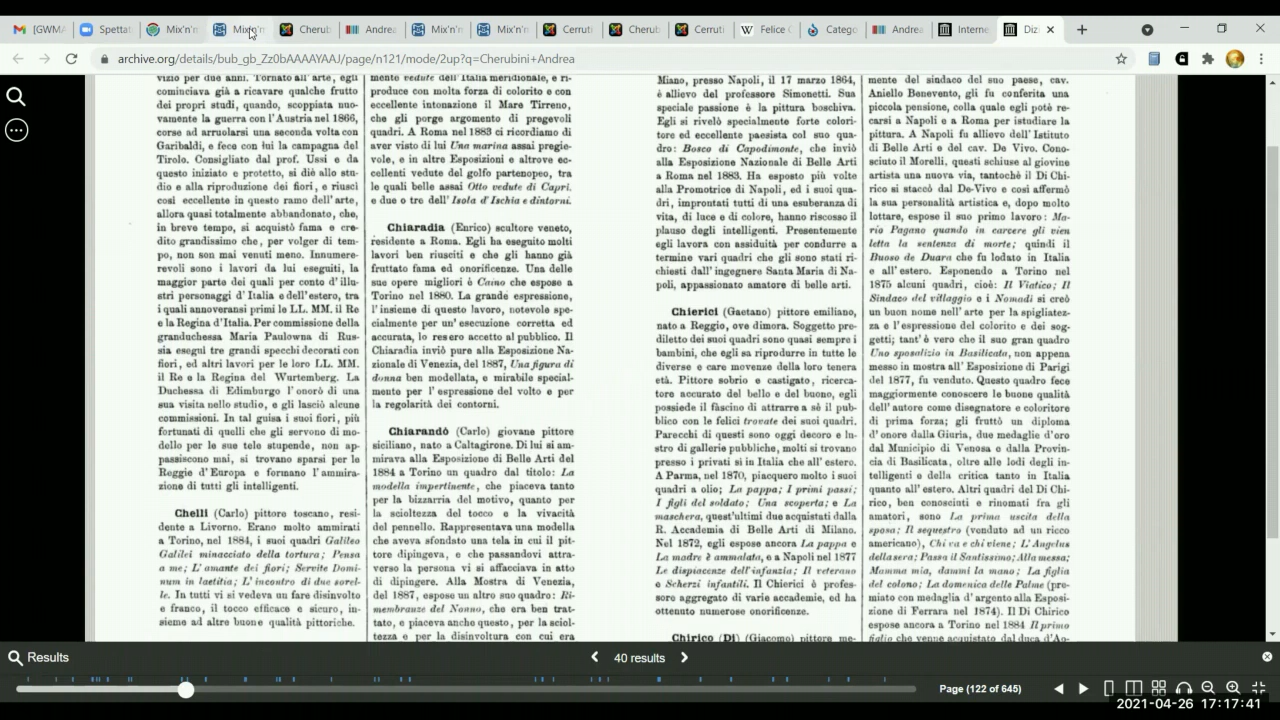 [GWMA
Spettat
Mix'n'm
Mix'n'm
Cherub
Andrea
Mix'n'm
Mix'n'm
Cerruti
Cherub
Cerruti
Felice C
Catego
Andrea
Interne
Diz
archive.org/details/bub_gb_Zz0bAAAAYAAJ/page/n121/mode/2up?q=cherubini+Andrea
vizio per due anni. Tornato all'arte, egli
cominciava già a ricavare qualche frutto
dei propri studi, quando, scoppiata nuo-
vamente la guerra con l'Austria nel 1866,
corse ad arruolarsi una seconda volta con
Garibaldi, e fece con lui la campagna del
Tirolo. Consigliato dal prof. Ussi e da
questo iniziato e protetto, si diè allo stu-
dio e alla riproduzione dei fiori, e riuscì
così eccellente in questo ramo dell'arte,
allora quasi totalmente abbandonato, che,
in breve tempo, si acquistò fama e cre-
dito grandissimo che, per volger di tem-
po, non son mai venuti meno. Innume-
revoli sono i lavori da lui eseguiti, la
maggior parte dei quali per conto d'illu-
stri personaggi d'Italia e dell'estero, tra
i quali annoveransi primi le LL. MM. il Re
e la Regina d'Italia. Per commissione della
granduchessa Maria Paulowna di Rus-
sia eseguì tre grandi specchi decorati con
fiori, ed altri lavori per le loro LL. MM.
il Re e la Regina del Wurtemberg. La
Duchessa di Edimburgo l'onorò di una
sua visita nello studio, e gli lasciò alcune
commissioni. In tal guisa i suoi fiori, più
fortunati di quelli che gli servono di mo-
dello per le sue tele stupende, non ap-
passiscono mai, si trovano sparsi per le
Reggie d'Europa e formano l'ammira-
zione di tutti gli intelligenti.
Chelli (Carlo) pittore toscano, resi-
dente a Livorno. Erano molto ammirati
a Torino, nel 1884, i suoi quadri Galileo
Galilei minacciato della tortura; Pensa
a me; L'amante dei fiori; Servite Domi-
num in laetitia; L'incontro di due sorel-
le. In tutti vi si vedeva un fare disinvolto
e franco, il tocco efficace e sicuro, in-
sieme ad altre buone qualità pittoriche.
mente vedute dell'Italia meridionale, e ri-
produce con molta forza di colorito e con
eccellente intonazione il Mare Tirreno,
che gli porge argomento di pregevoli
quadri. A Roma nel 1883 ci ricordiamo di
aver visto di lui Una marina assai pregie-
vole, e in altre Esposizioni e altrove ec-
cellenti vedute del golfo partenopeo, tra
le quali belle assai Otto vedute di Capri.
e due o tre dell'Isola d'Ischia e dintorni.
Chiaradia (Enrico) scultore veneto,
residente a Roma. Egli ha eseguito molti
lavori ben riusciti e che gli hanno già
fruttato fama ed onorificenze. Una delle
sue opere migliori è Caino che espose a
Torino nel 1880. La grande espressione,
l'insieme di questo lavoro, notevole spe-
cialmente per un'esecuzione corretta ed
accurata, lo resero accetto al pubblico. Il
Chiaradia inviò pure alla Esposizione Na-
zionale di Venezia, del 1887, Una figura di
donna ben modellata, e mirabile special-
mente per l'espressione del volto e per
la regolarità dei contorni.
Chiarandò (Carlo) giovane pittore
siciliano, nato a Caltagirone. Di lui si am-
mirava alla Esposizione di Belle Arti del
1884 a Torino un quadro dal titolo: La
modella impertinente, che piaceva tanto
per la bizzarria del motivo, quanto per
la scioltezza del tocco e la vivacità
del pennello. Rappresentava una modella
che aveva sfondato una tela in cui il pit-
tore dipingeva, e che passandovi attra-
verso la persona vi si affacciava in atto
di dipingere. Alla Mostra di Venezia,
del 1887, espose un altro suo quadro: Ri-
membranze del Nonno, che era ben trat-
tato, e piaceva anche questo, per la sciol-
tezza e per la disinvoltura con cui era
Miano, presso Napoli, il 17 marzo 1864,
è allievo del professore Simonetti. Sua
speciale passione è la pittura boschiva.
Egli si rivelò specialmente forte colori-
tore ed eccellente paesista col suo qua-
dro: Bosco di Capodimonte, che inviò
alla Esposizione Nazionale di Belle Arti
a Roma nel 1883. Ha esposto più volte
alla Promotrice di Napoli, ed i suoi qua-
dri, improntati tutti di una esuberanza di
vita, di luce e di colore, hanno riscosso il
plauso degli intelligenti. Presentemente
egli lavora con assiduità per condurre a
termine vari quadri che gli sono stati ri-
chiesti dall'ingegnere Santa Maria di Na-
poli, appassionato amatore di belle arti.
Chierici (Gaetano) pittore emiliano,
nato a Reggio, ove dimora. Soggetto pre-
diletto dei suoi quadri sono quasi sempre i
bambini, che egli sa riprodurre in tutte le
diverse e care movenze della loro tenera
età. Pittore sobrio e castigato, ricerca-
tore accurato del bello e del buono, egli
possiede il fascino di attrarre a sè il pub-
blico con le felici trovate dei suoi quadri.
Parecchi di questi sono oggi decoro e lu-
stro di gallerie pubbliche, molti si trovano
presso i privati sì in Italia che all'estero.
A Parma, nel 1870, piacquero molto i suoi
quadri a olio; La pappa; I primi passi;
I figli del soldato; Una scoperta; e La
maschera, quest'ultimi due acquistati dalla
R. Accademia di Belle Arti di Milano.
Nel 1872, egli espose ancora La pappa e
La madre è ammalata, e a Napoli nel 1877
Le dispiacenze dell'infanzia; Il veterano
e Scherzi infantili. Il Chierici è profes-
sore aggregato di varie accademie, ed ha
ottenuto numerose onorificenze.
Chirico (Di) (Giacomo) pittore me-
mente del sindaco del suo paese, cav.
Aniello Benevento, gli fu conferita una
piccola pensione, colla quale egli potè re-
carsi a Napoli e a Roma per istudiare la
pittura. A Napoli fu allievo dell'Istituto
di Belle Arti e del cav. De Vivo. Cono-
sciuto il Morelli, questi schiuse al giovine
artista una nuova via, tantochè il Di Chi-
rico si staccò dal De-Vivo e così affermò
la sua personalità artistica e, dopo molto
lottare, espose il suo primo lavoro: Ma-
rio Pagano quando in carcere gli vien
letta la sentenza di morte; quindi il
Buoso de Duara che fu lodato in Italia
e all'estero. Esponendo a Torino nel
1875 alcuni quadri, cioè: Il Viatico; Il
Sindaco del villaggio e i Nomadi si creò
un buon nome nell'arte per la spigliatez-
za e l'espressione del colorito e dei sog-
getti; tant'è vero che il suo gran quadro
Uno sposalizio in Basilicata, non appena
messo in mostra all'Esposizione di Parigi
del 1877, fu venduto. Questo quadro fece
maggiormente conoscere le buone qualità
dell'autore come disegnatore e coloritore
di prima forza; gli fruttò un diploma
d'onore dalla Giuria, due medaglie d'oro
dal Municipio di Venosa e dalla Provin-
cia di Basilicata, oltre alle lodi degli in-
telligenti e della critica tanto in Italia
quanto all'estero. Altri quadri del Di Chi-
rico, ben conosciuti e rinomati fra gli
amatori, sono La prima uscita della
sposa; Il sequestro (venduto ad un ricco
americano), Chi va e chi viene; L'Angelus
della sera; Passa il Santissimo; Alla messa;
Mamma mia, dammi la mano; La figlia
del colono; La domenica delle Palme (pre-
miato con medaglia d'argento alla Esposi-
zione di Ferrara nel 1874). Il Di Chirico
espose ancora a Torino nel 1884 Il primo
figlio che venne acquistato dal duca d'Ao-
Results
40 results
Page (122 of 645)
2021-04-26 17:17:41